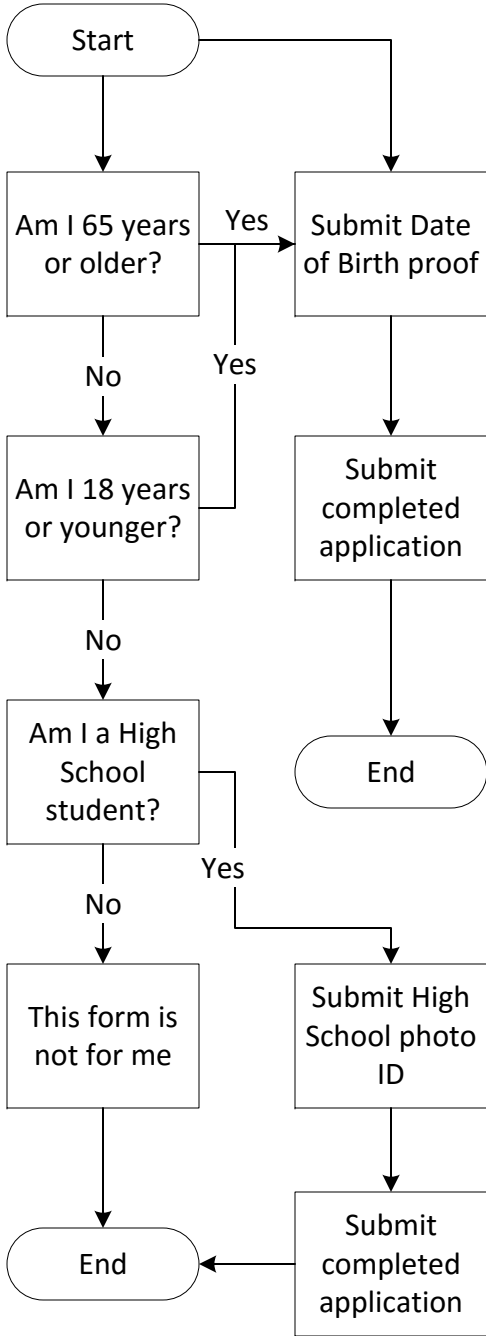 Start
Am I 65 years
or older?
Yes
Submit Date
of Birth proof
No
Yes
Am I 18 years
or younger?
Submit
completed
application
No
Am I a High
School
student?
End
Yes
No
This form is
not for me
Submit High
School photo
ID
End
Submit
completed
application